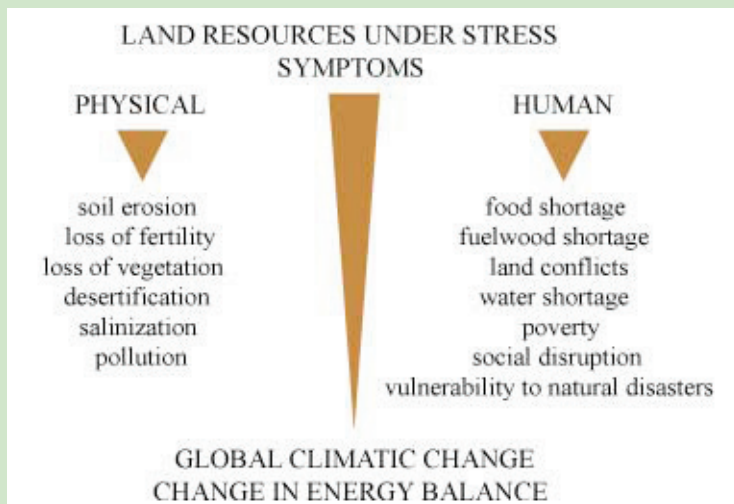 LAND RESOURCES UNDER STRESS
SYMPTOMS
PHYSICAL
soil erosion
loss of fertility
loss of vegetation
desertification
salinization
pollution
HUMAN
food shortage
fuelwood shortage
land conflicts
water shortage
poverty
social disruption
vulnerability to natural disasters
GLOBAL CLIMATIC CHANGE
CHANGE IN ENERGY BALANCE